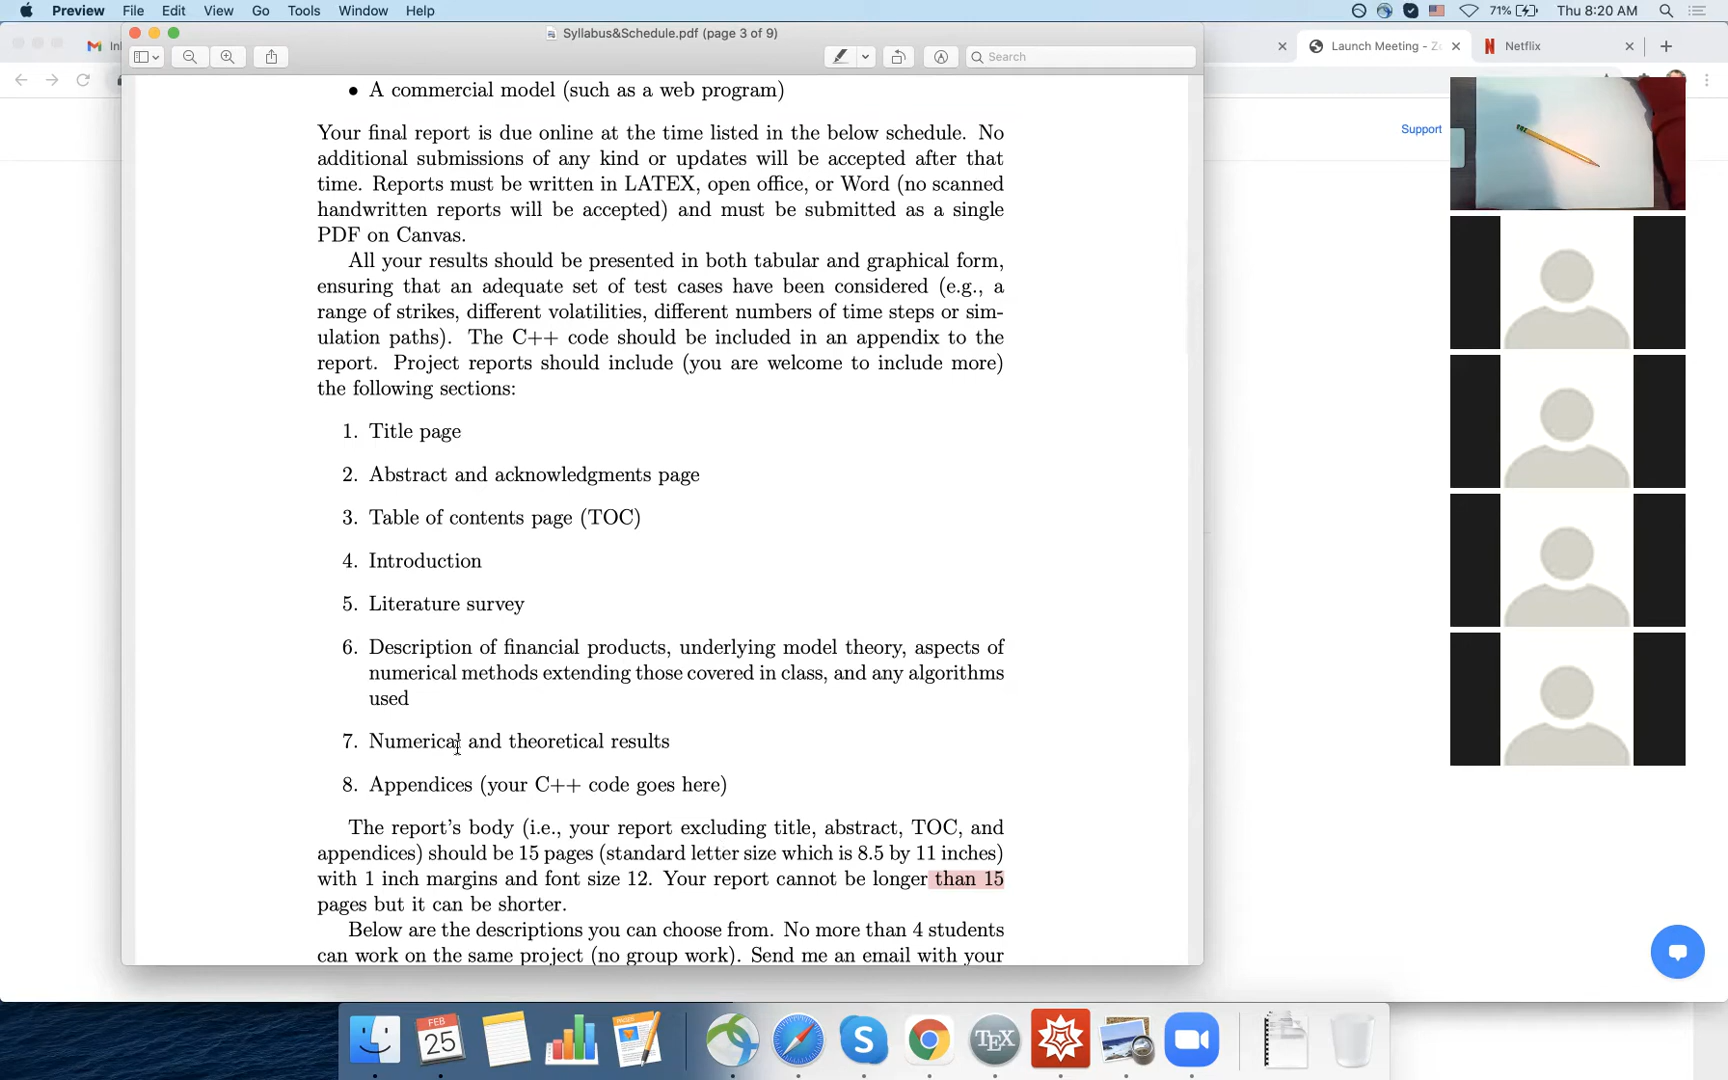 Preview File Edit View Go Tools Window Help
71% Thu 8:20 AM
Syllabus&Schedule.pdf (page 3 of 9)
Search
Launch Meeting - Z
Netflix
Support
• A commercial model (such as a web program)
Your final report is due online at the time listed in the below schedule. No
additional submissions of any kind or updates will be accepted after that
time. Reports must be written in LATEX, open office, or Word (no scanned
handwritten reports will be accepted) and must be submitted as a single
PDF on Canvas.
All your results should be presented in both tabular and graphical form,
ensuring that an adequate set of test cases have been considered (e.g., a
range of strikes, different volatilities, different numbers of time steps or sim-
ulation paths). The C++ code should be included in an appendix to the
report. Project reports should include (you are welcome to include more)
the following sections:
1. Title page
2. Abstract and acknowledgments page
3. Table of contents page (TOC)
4. Introduction
5. Literature survey
6. Description of financial products, underlying model theory, aspects of
numerical methods extending those covered in class, and any algorithms
used
7. Numerical and theoretical results
8. Appendices (your C++ code goes here)
The report's body (i.e., your report excluding title, abstract, TOC, and
appendices) should be 15 pages (standard letter size which is 8.5 by 11 inches)
with 1 inch margins and font size 12. Your report cannot be longer than 15
pages but it can be shorter.
Below are the descriptions you can choose from. No more than 4 students
can work on the same project (no group work). Send me an email with your
FEB
25
TEX